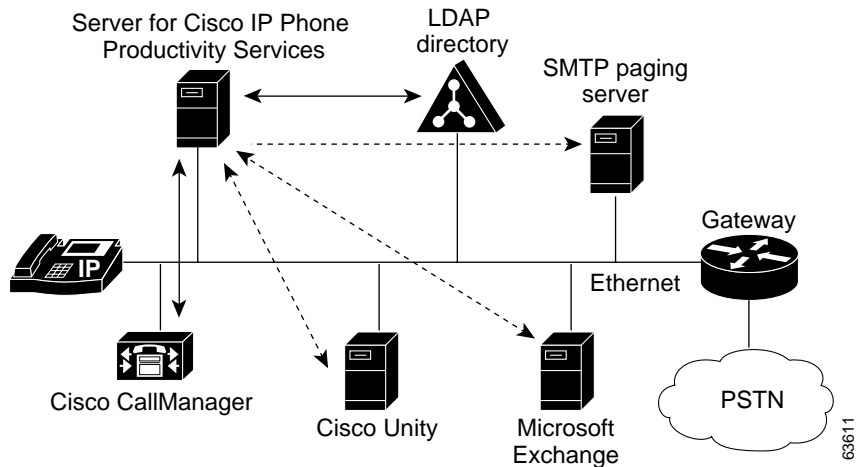 Server for Cisco IP Phone
Productivity Services
LDAP
directory
SMTP paging
server
Gateway
IP
Ethernet
Cisco CallManager
Cisco Unity
Microsoft
Exchange
PSTN
63611